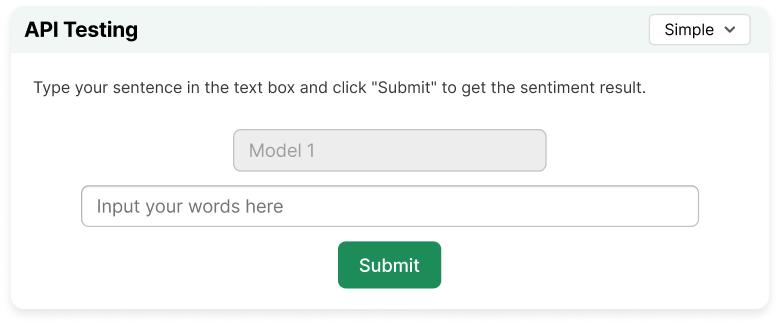 API Testing
Simple
Type your sentence in the text box and click "Submit" to get the sentiment result.
Model 1
Input your words here
Submit